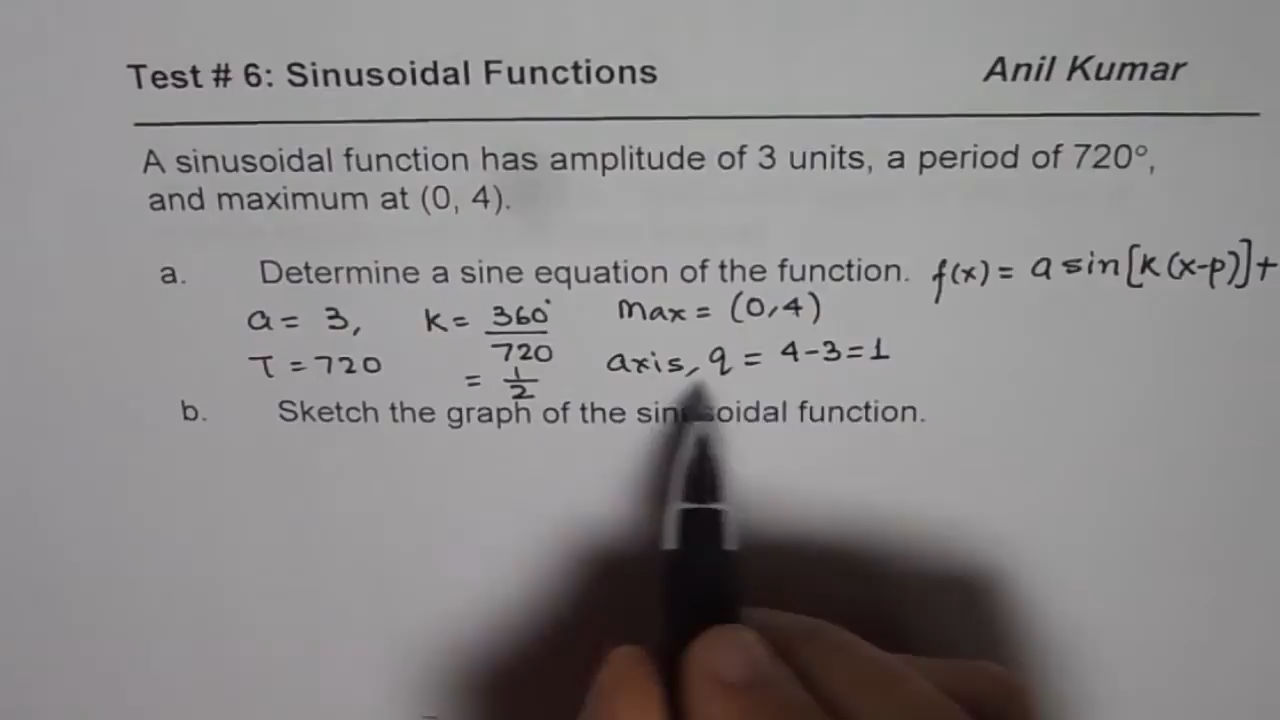 Test # 6: Sinusoidal Functions Anil Kumar
A sinusoidal function has amplitude of 3 units, a period of 720°,
and maximum at (0, 4).
a. Determine a sine equation of the function. f(x) = a sin[k(x-p)]+
a = 3, k = 360° / 720 max = (0,4)
T = 720 = 1/2 axis, q = 4-3=1
b. Sketch the graph of the sinusoidal function.